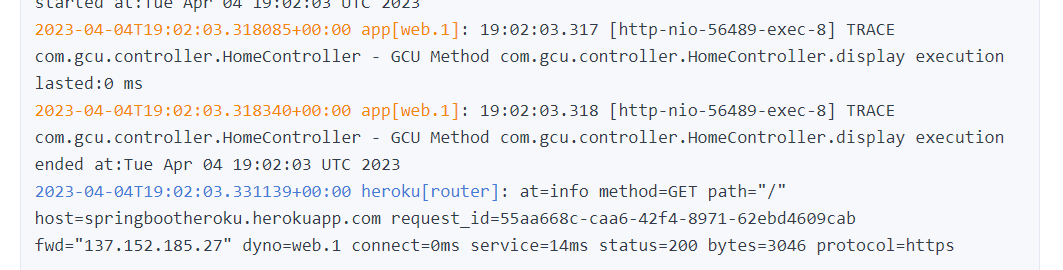 started at:Tue Apr 04 19:02:03 UTC 2023
2023-04-04T19:02:03.318085+00:00 app[web.1]: 19:02:03.317 [http-nio-56489-exec-8] TRACE
com.gcu.controller.HomeController - GCU Method com.gcu.controller.HomeController.display execution
lasted:0 ms
2023-04-04T19:02:03.318340+00:00 app[web.1]: 19:02:03.318 [http-nio-56489-exec-8] TRACE
com.gcu.controller.HomeController - GCU Method com.gcu.controller.HomeController.display execution
ended at:Tue Apr 04 19:02:03 UTC 2023
2023-04-04T19:02:03.331139+00:00 heroku[router]: at=info method=GET path="/"
host=springbootheroku.herokuapp.com request_id=55aa668c-caa6-42f4-8971-62ebd4609cab
fwd="137.152.185.27" dyno=web.1 connect=0ms service=14ms status=200 bytes=3046 protocol=https